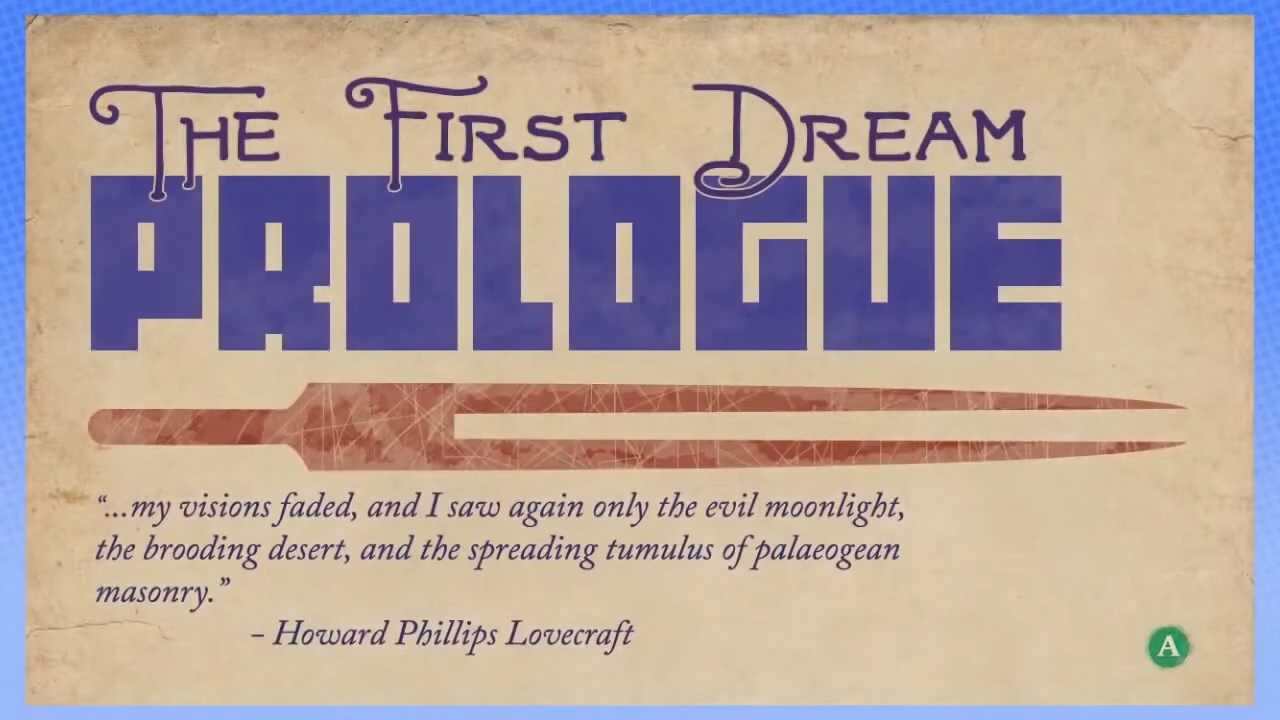 The First Dream
PROLOGUE
“...my visions faded, and I saw again only the evil moonlight,
the brooding desert, and the spreading tumulus of palaeogean
masonry.”
– Howard Phillips Lovecraft
A